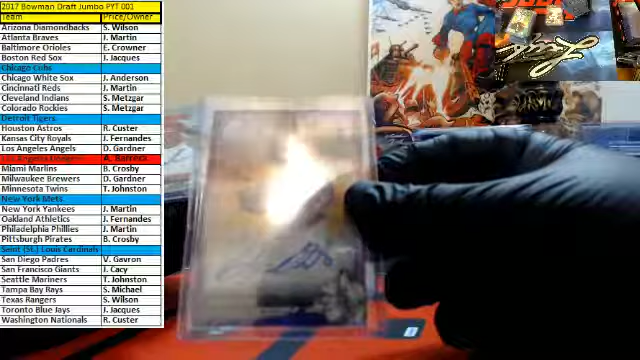 2017 Bowman Draft Jumbo PYT 001
Team Price/Owner
Arizona Diamondbacks S. Wilson
Atlanta Braves J. Martin
Baltimore Orioles E. Crowner
Boston Red Sox J. Jacques
Chicago Cubs
Chicago White Sox J. Anderson
Cincinnati Reds J. Martin
Cleveland Indians S. Metzgar
Colorado Rockies S. Metzgar
Detroit Tigers
Houston Astros R. Custer
Kansas City Royals J. Fernandes
Los Angeles Angels D. Gardner
Los Angeles Dodgers A. Barrera
Miami Marlins B. Crosby
Milwaukee Brewers D. Gardner
Minnesota Twins T. Johnston
New York Mets
New York Yankees J. Martin
Oakland Athletics J. Fernandes
Philadelphia Phillies J. Martin
Pittsburgh Pirates B. Crosby
Saint (St.) Louis Cardinals
San Diego Padres V. Gavron
San Francisco Giants J. Cacy
Seattle Mariners T. Johnston
Tampa Bay Rays S. Michael
Texas Rangers S. Wilson
Toronto Blue Jays J. Jacques
Washington Nationals R. Custer